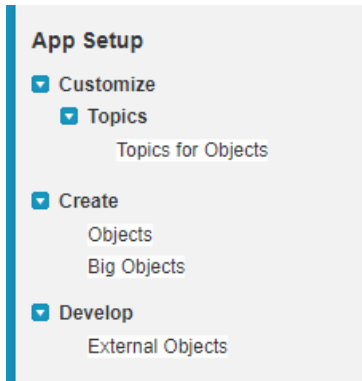 App Setup
Customize
Topics
Topics for Objects
Create
Objects
Big Objects
Develop
External Objects